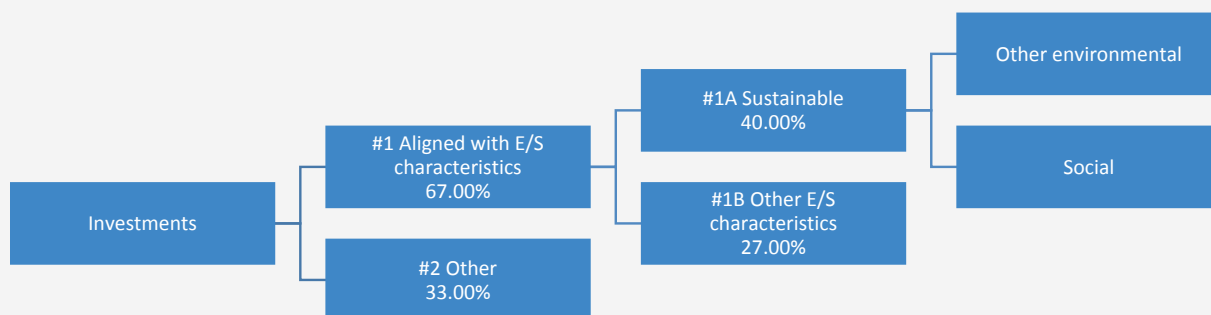 Investments
#1 Aligned with E/S
characteristics
67.00%
#2 Other
33.00%
#1A Sustainable
40.00%
#1B Other E/S
characteristics
27.00%
Other environmental
Social